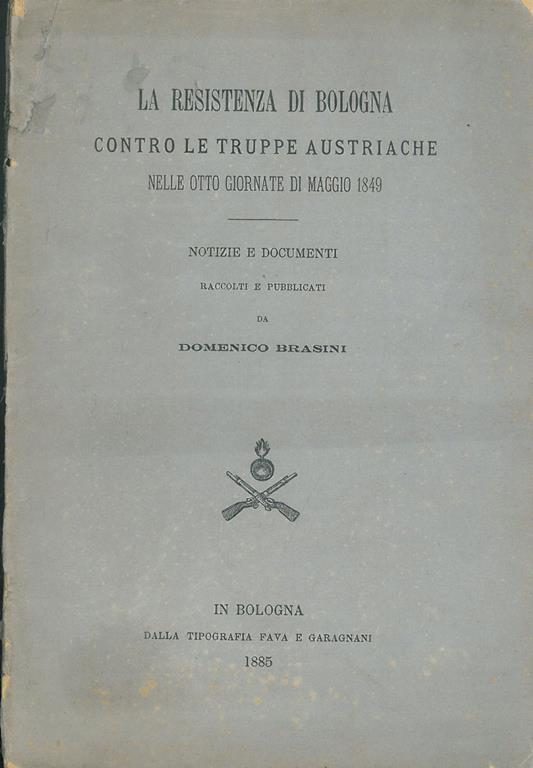 LA RESISTENZA DI BOLOGNA
CONTRO LE TRUPPE AUSTRIACHE
NELLE OTTO GIORNATE DI MAGGIO 1849
NOTIZIE E DOCUMENTI
RACCOLTI E PUBBLICATI
DA
DOMENICO BRASINI
IN BOLOGNA
DALLA TIPOGRAFIA FAVA E GARAGNANI
1885